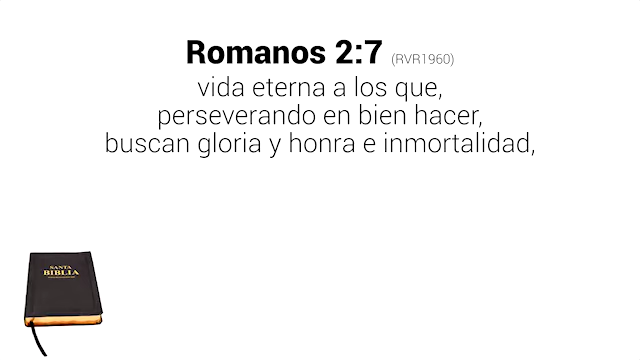 Romanos 2:7 (RVR1960)
vida eterna a los que,
perseverando en bien hacer,
buscan gloria y honra e inmortalidad,
SANTA
BIBLIA